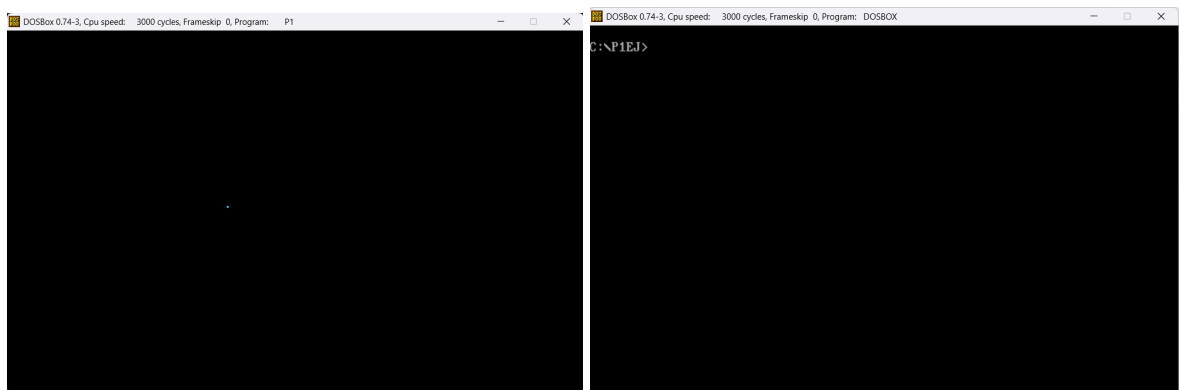 DOSBox 0.74-3, Cpu speed: 3000 cycles, Frameskip 0, Program: P1
DOSBox 0.74-3, Cpu speed: 3000 cycles, Frameskip 0, Program: DOSBOX
C:\P1EJ>